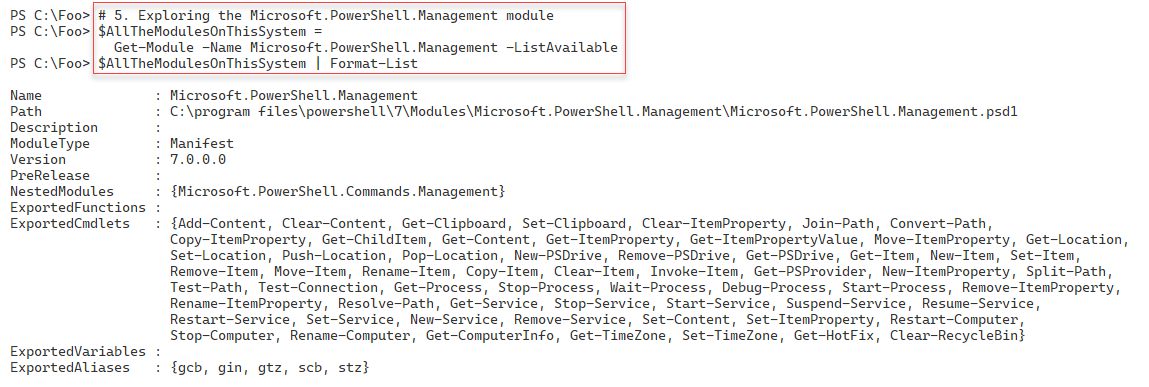 PS C:\Foo> # 5. Exploring the Microsoft.PowerShell.Management module
PS C:\Foo> $AllTheModulesOnThisSystem =
             Get-Module -Name Microsoft.PowerShell.Management -ListAvailable
PS C:\Foo> $AllTheModulesOnThisSystem | Format-List

Name              : Microsoft.PowerShell.Management
Path              : C:\program files\powershell\7\Modules\Microsoft.PowerShell.Management\Microsoft.PowerShell.Management.psd1
Description       :
ModuleType        : Manifest
Version           : 7.0.0.0
PreRelease        :
NestedModules     : {Microsoft.PowerShell.Commands.Management}
ExportedFunctions :
ExportedCmdlets   : {Add-Content, Clear-Content, Get-Clipboard, Set-Clipboard, Clear-ItemProperty, Join-Path, Convert-Path,
                    Copy-ItemProperty, Get-ChildItem, Get-Content, Get-ItemProperty, Get-ItemPropertyValue, Move-ItemProperty, Get-Location,
                    Set-Location, Push-Location, Pop-Location, New-PSDrive, Remove-PSDrive, Get-PSDrive, Get-Item, New-Item, Set-Item,
                    Remove-Item, Move-Item, Rename-Item, Copy-Item, Clear-Item, Invoke-Item, Get-PSProvider, New-ItemProperty, Split-Path,
                    Test-Path, Test-Connection, Get-Process, Stop-Process, Wait-Process, Debug-Process, Start-Process, Remove-ItemProperty,
                    Rename-ItemProperty, Resolve-Path, Get-Service, Stop-Service, Start-Service, Suspend-Service, Resume-Service,
                    Restart-Service, Set-Service, New-Service, Remove-Service, Set-Content, Set-ItemProperty, Restart-Computer,
                    Stop-Computer, Rename-Computer, Get-ComputerInfo, Get-TimeZone, Set-TimeZone, Get-HotFix, Clear-RecycleBin}
ExportedVariables :
ExportedAliases   : {gcb, gin, gtz, scb, stz}